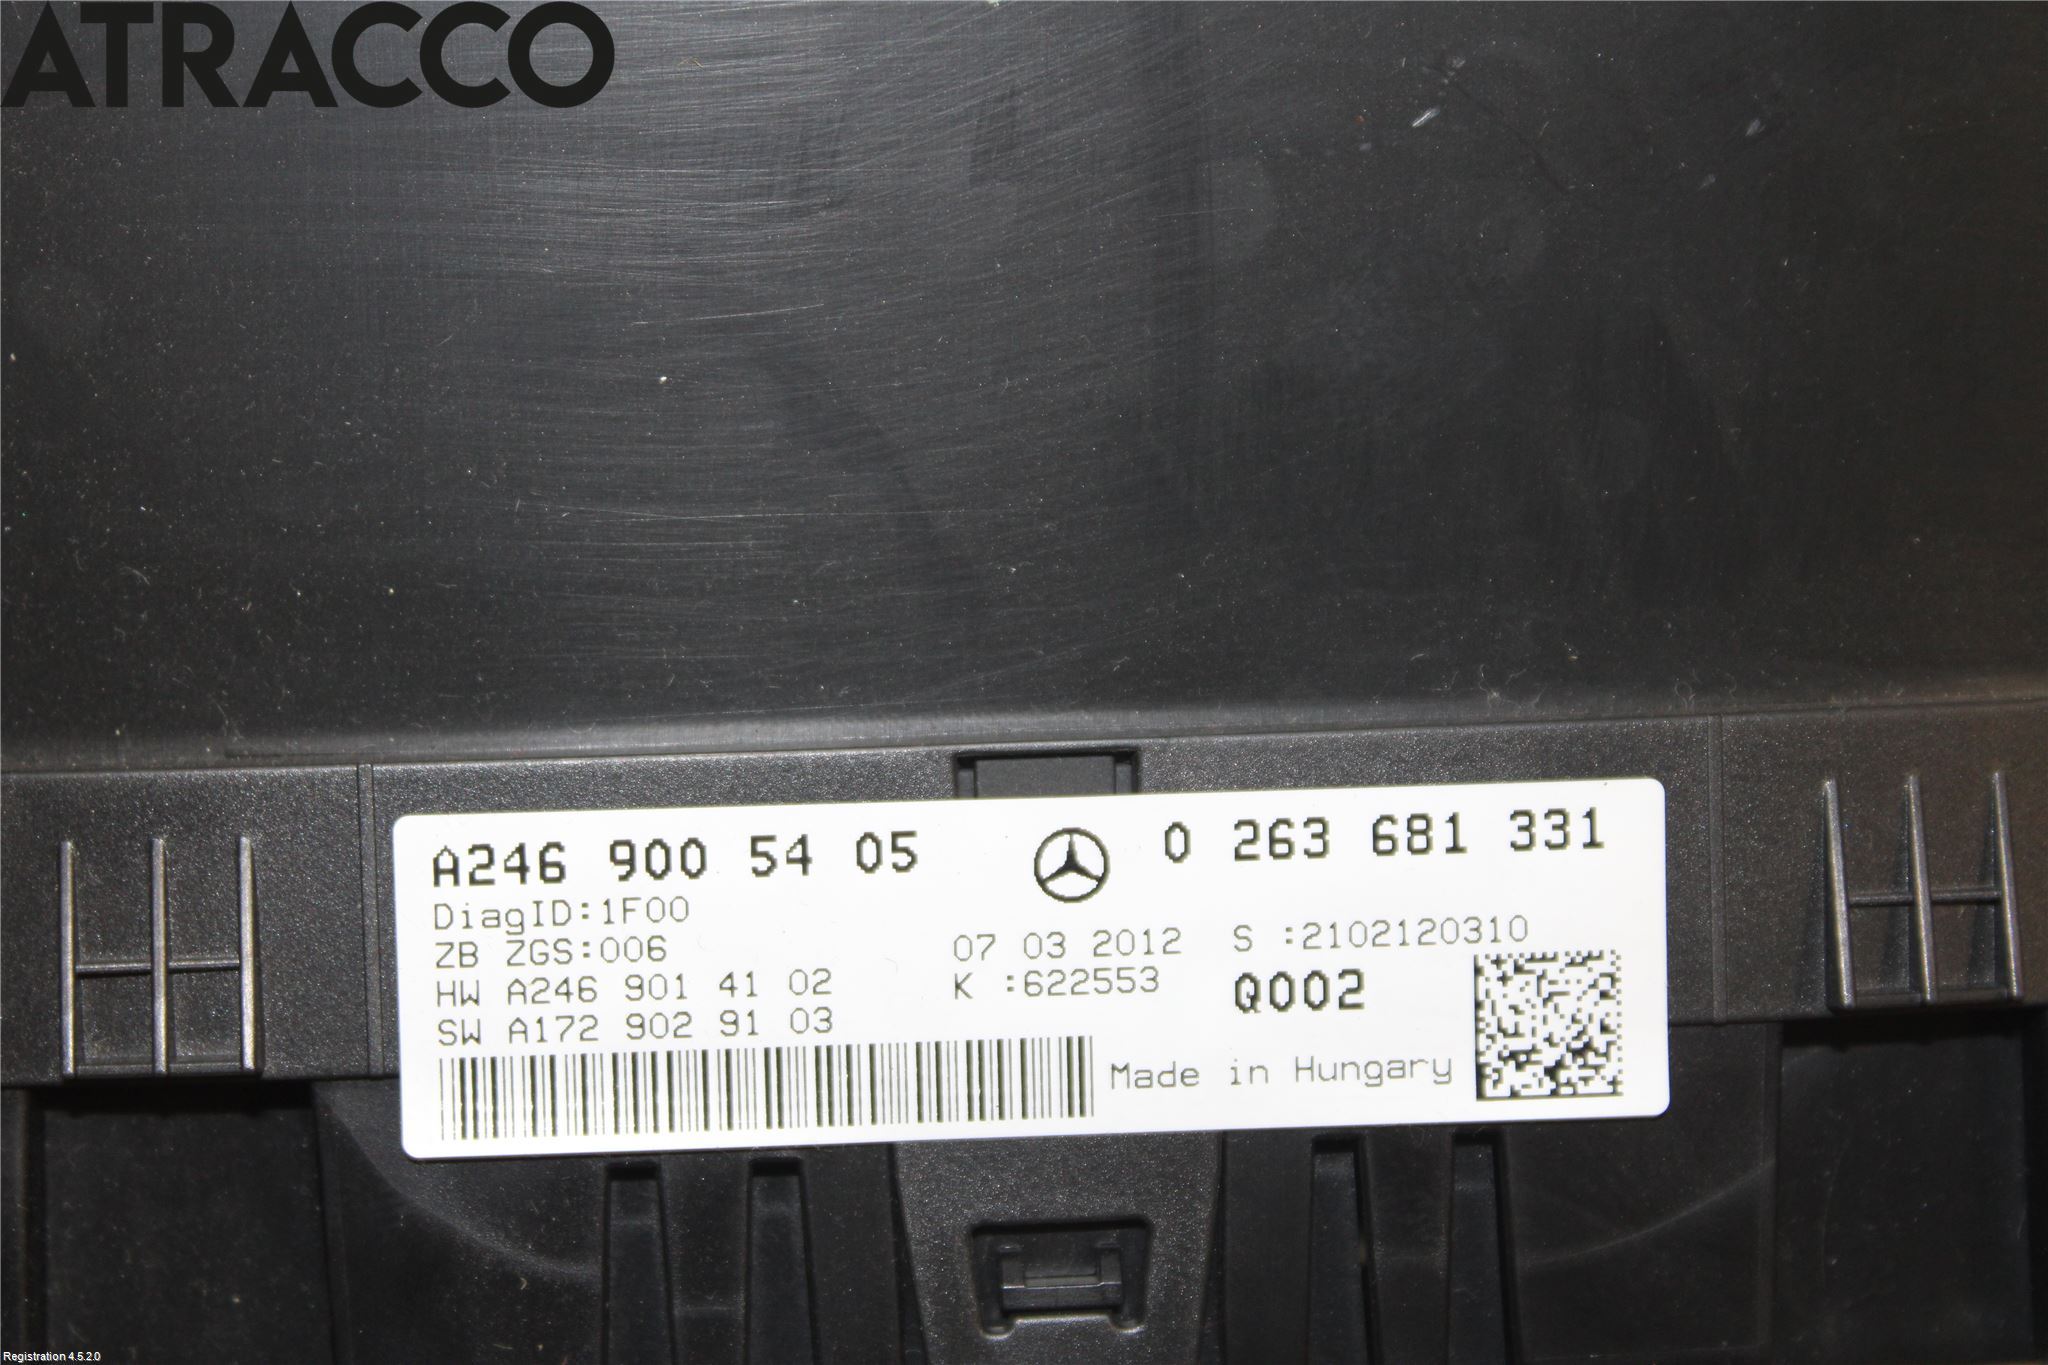 ATRACCO
A246 900 54 05
0 263 681 331
DiagID:1F00
ZB ZGS:006
07 03 2012 S :2102120310
HW A246 901 41 02
K :622553
Q002
SW A172 902 91 03
Made in Hungary
Registration 4.5.2.0